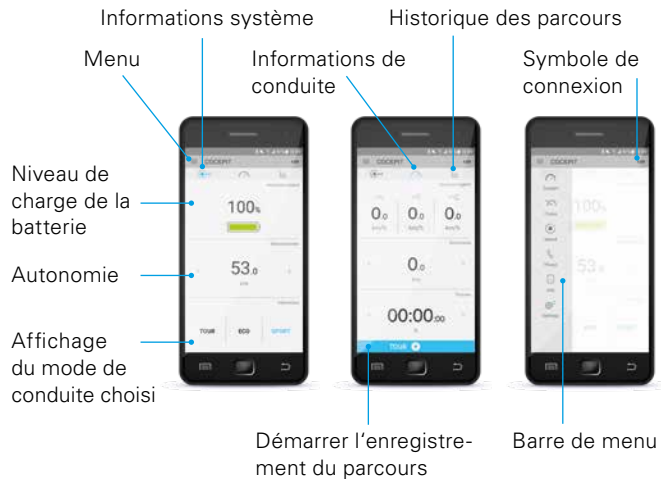 Informations système
Historique des parcours
Menu
Informations de
conduite
Symbole de
connexion
Niveau de
charge de la
batterie
Autonomie
Affichage
du mode de
conduite choisi
COCKPIT
100%
53.0
TOUR ECO SPORT
COCKPIT
0.0 0.0 0.0
0.0
00:00:00
TOUR
COCKPIT
100%
53.0
Démarrer l‘enregistre-
ment du parcours
Barre de menu